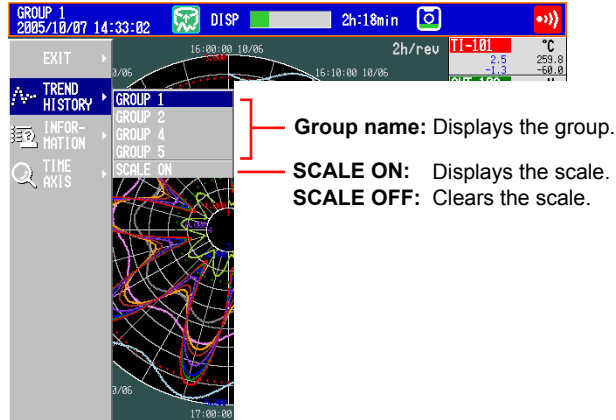 GROUP 1
2005/10/07 14:33:02
DISP
2h:18min
EXIT
TREND
HISTORY
INFOR-
MATION
TIME
AXIS
16:00:00 10/06
2h/rev
16:10:00 10/06
TI-101
°C
2.5
259.8
-1.3
-60.0
GROUP 1
GROUP 2
GROUP 4
GROUP 5
SCALE ON
Group name: Displays the group.
SCALE ON: Displays the scale.
SCALE OFF: Clears the scale.
3/06
17:00:00